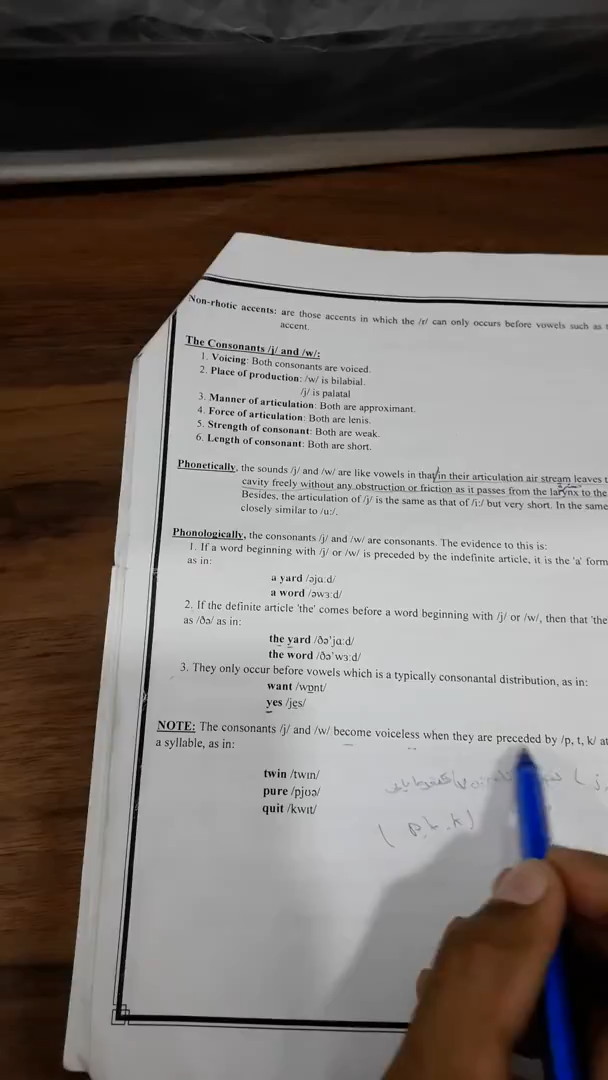 Non-rhotic accents: are those accents in which the /r/ can only occurs before vowels such as
accent.
The Consonants /j/ and /w/:
1. Voicing: Both consonants are voiced.
2. Place of production: /w/ is bilabial.
/j/ is palatal
3. Manner of articulation: Both are approximant.
4. Force of articulation: Both are lenis.
5. Strength of consonant: Both are weak.
6. Length of consonant: Both are short.
Phonetically, the sounds /j/ and /w/ are like vowels in that in their articulation air stream leaves
cavity freely without any obstruction or friction as it passes from the larynx to the
Besides, the articulation of /j/ is the same as that of /i:/ but very short. In the same
closely similar to /u:/.
Phonologically, the consonants /j/ and /w/ are consonants. The evidence to this is:
1. If a word beginning with /j/ or /w/ is preceded by the indefinite article, it is the 'a' form
as in:
a yard /əjɑ:d/
a word /əwɜ:d/
2. If the definite article 'the' comes before a word beginning with /j/ or /w/, then that 'the
as /ðə/ as in:
the yard /ðə'jɑ:d/
the word /ðə'wɜ:d/
3. They only occur before vowels which is a typically consonantal distribution, as in:
want /wɒnt/
yes /jes/
NOTE: The consonants /j/ and /w/ become voiceless when they are preceded by /p, t, k/ at
a syllable, as in:
twin /twɪn/
pure /pjʊə/
quit /kwɪt/
( j,
( p, t, k )